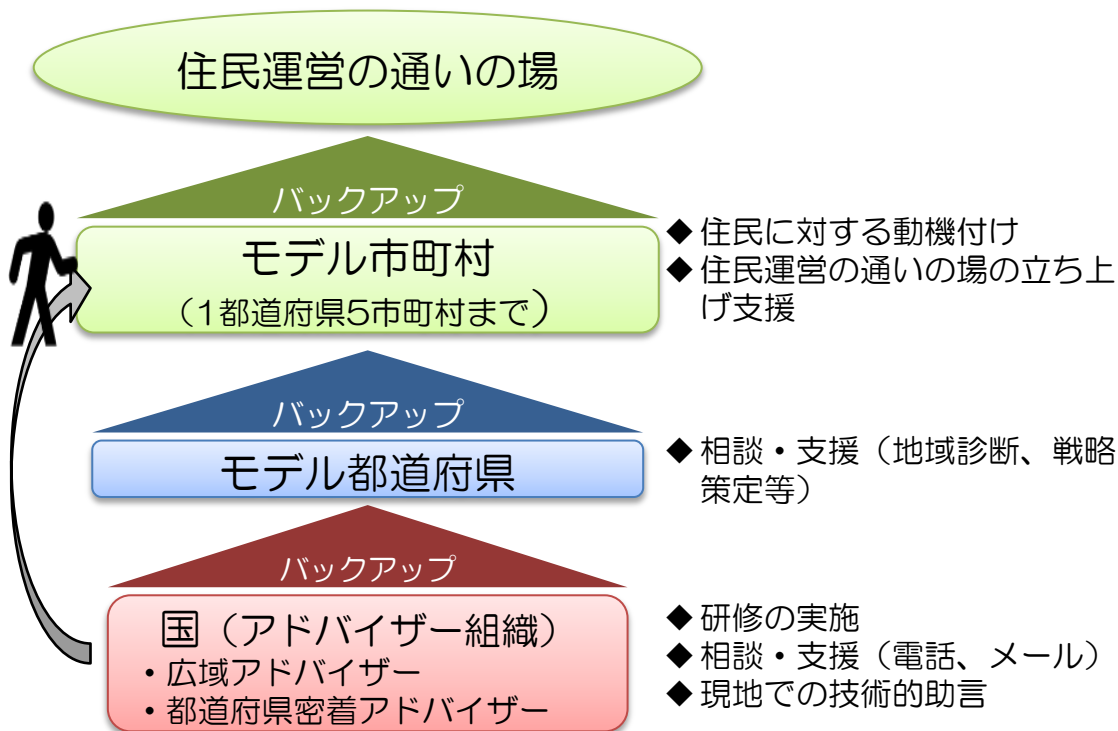 住民運営の通いの場
バックアップ
モデル市町村
（1都道府県5市町村まで）
◆ 住民に対する動機付け
◆ 住民運営の通いの場の立ち上
げ支援
バックアップ
モデル都道府県
◆ 相談・支援（地域診断、戦略
策定等）
バックアップ
国（アドバイザー組織）
・広域アドバイザー
・都道府県密着アドバイザー
◆ 研修の実施
◆ 相談・支援（電話、メール）
◆ 現地での技術的助言